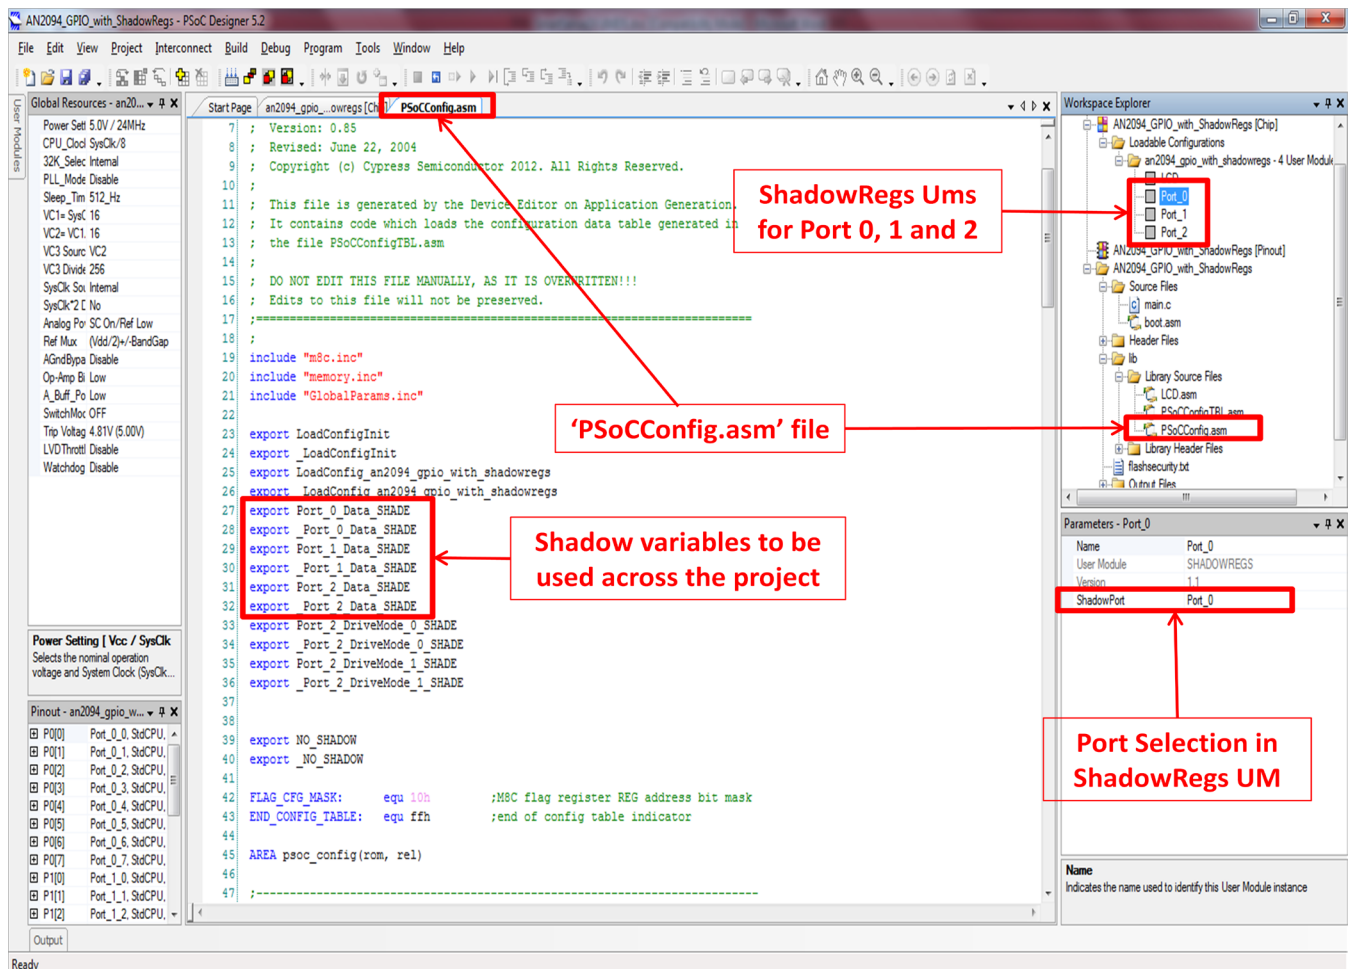 AN2094_GPIO_with_ShadowRegs - PSoC Designer 5.2
File Edit View Project Interconnect Build Debug Program Tools Window Help
User Modules
Global Resources - an20...
Power Sett 5.0V / 24MHz
CPU_Clocl SysClk/8
32K_Selec Internal
PLL_Mode Disable
Sleep_Tim 512_Hz
VC1= SysC 16
VC2= VC1. 16
VC3 Sourc VC2
VC3 Divide 256
SysClk Sou Internal
SysClk*2 D No
Analog Po SC On/Ref Low
Ref Mux (Vdd/2)+/-BandGap
AGndBypa Disable
Op-Amp Bi Low
A_Buff_Po Low
SwitchMoc OFF
Trip Voltag 4.81V (5.00V)
LVDThrottl Disable
Watchdog Disable
Power Setting [ Vcc / SysClk
Selects the nominal operation
voltage and System Clock (SysClk...
Pinout - an2094_gpio_w...
P0[0] Port_0_0, StdCPU,
P0[1] Port_0_1, StdCPU,
P0[2] Port_0_2, StdCPU,
P0[3] Port_0_3, StdCPU,
P0[4] Port_0_4, StdCPU,
P0[5] Port_0_5, StdCPU,
P0[6] Port_0_6, StdCPU,
P0[7] Port_0_7, StdCPU,
P1[0] Port_1_0, StdCPU,
P1[1] Port_1_1, StdCPU,
P1[2] Port_1_2, StdCPU,
Output
Ready
Start Page an2094_gpio_...owregs [Ch PSoCConfig.asm
7 ; Version: 0.85
8 ; Revised: June 22, 2004
9 ; Copyright (c) Cypress Semiconductor 2012. All Rights Reserved.
10 ;
11 ; This file is generated by the Device Editor on Application Generation.
12 ; It contains code which loads the configuration data table generated in
13 ; the file PSoCConfigTBL.asm
14 ;
15 ; DO NOT EDIT THIS FILE MANUALLY, AS IT IS OVERWRITTEN!!!
16 ; Edits to this file will not be preserved.
17 ;==========================================================================
18 ;
19 include "m8c.inc"
20 include "memory.inc"
21 include "GlobalParams.inc"
22
23 export LoadConfigInit
24 export _LoadConfigInit
25 export LoadConfig_an2094_gpio_with_shadowregs
26 export _LoadConfig_an2094_gpio_with_shadowregs
27 export Port_0_Data_SHADE
28 export _Port_0_Data_SHADE
29 export Port_1_Data_SHADE
30 export _Port_1_Data_SHADE
31 export Port_2_Data_SHADE
32 export _Port_2_Data_SHADE
33 export Port_2_DriveMode_0_SHADE
34 export _Port_2_DriveMode_0_SHADE
35 export Port_2_DriveMode_1_SHADE
36 export _Port_2_DriveMode_1_SHADE
37
38
39 export NO_SHADOW
40 export _NO_SHADOW
41
42 FLAG_CFG_MASK: equ 10h ;M8C flag register REG address bit mask
43 END_CONFIG_TABLE: equ ffh ;end of config table indicator
44
45 AREA psoc_config(rom, rel)
46
47 ;---------------------------------------------------------------------------
ShadowRegs Ums
for Port 0, 1 and 2
'PSoCConfig.asm' file
Shadow variables to be
used across the project
Port Selection in
ShadowRegs UM
Workspace Explorer
AN2094_GPIO_with_ShadowRegs [Chip]
Loadable Configurations
an2094_gpio_with_shadowregs - 4 User Module
LCD
Port_0
Port_1
Port_2
AN2094_GPIO_with_ShadowRegs [Pinout]
AN2094_GPIO_with_ShadowRegs
Source Files
main.c
boot.asm
Header Files
lib
Library Source Files
LCD.asm
PSoCConfigTBL.asm
PSoCConfig.asm
Library Header Files
flashsecurity.txt
Output Files
Parameters - Port_0
Name Port_0
User Module SHADOWREGS
Version 1.1
ShadowPort Port_0
Name
Indicates the name used to identify this User Module instance